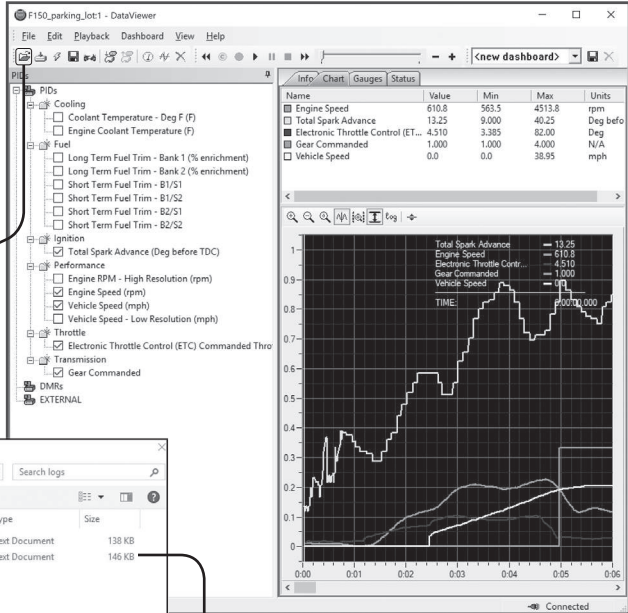 F150_parking_lot:1 - DataViewer
File Edit Playback Dashboard View Help
<new dashboard>
PIDs
PIDs
Cooling
Coolant Temperature - Deg F (F)
Engine Coolant Temperature (F)
Fuel
Long Term Fuel Trim - Bank 1 (% enrichment)
Long Term Fuel Trim - Bank 2 (% enrichment)
Short Term Fuel Trim - B1/S1
Short Term Fuel Trim - B1/S2
Short Term Fuel Trim - B2/S1
Short Term Fuel Trim - B2/S2
Ignition
Total Spark Advance (Deg before TDC)
Performance
Engine RPM - High Resolution (rpm)
Engine Speed (rpm)
Vehicle Speed (mph)
Vehicle Speed - Low Resolution (mph)
Throttle
Electronic Throttle Control (ETC) Commanded Thro
Transmission
Gear Commanded
DMRs
EXTERNAL
Info Chart Gauges Status
Name Value Min Max Units
Engine Speed 610.8 563.5 4513.8 rpm
Total Spark Advance 13.25 9.000 40.25 Deg befo
Electronic Throttle Control (ET... 4.510 3.385 82.00 Deg
Gear Commanded 1.000 1.000 4.000 N/A
Vehicle Speed 0.0 0.0 38.95 mph
Log
Total Spark Advance 13.25
Engine Speed 610.8
Electronic Throttle Contr... 4.510
Gear Commanded 1.000
Vehicle Speed
TIME:
1
0.9
0.8
0.7
0.6
0.5
0.4
0.3
0.2
0.1
0
0:00 0:01 0:02 0:03 0:04 0:05 0:06
Connected
Search logs
ype Size
ext Document 138 KB
ext Document 146 KB